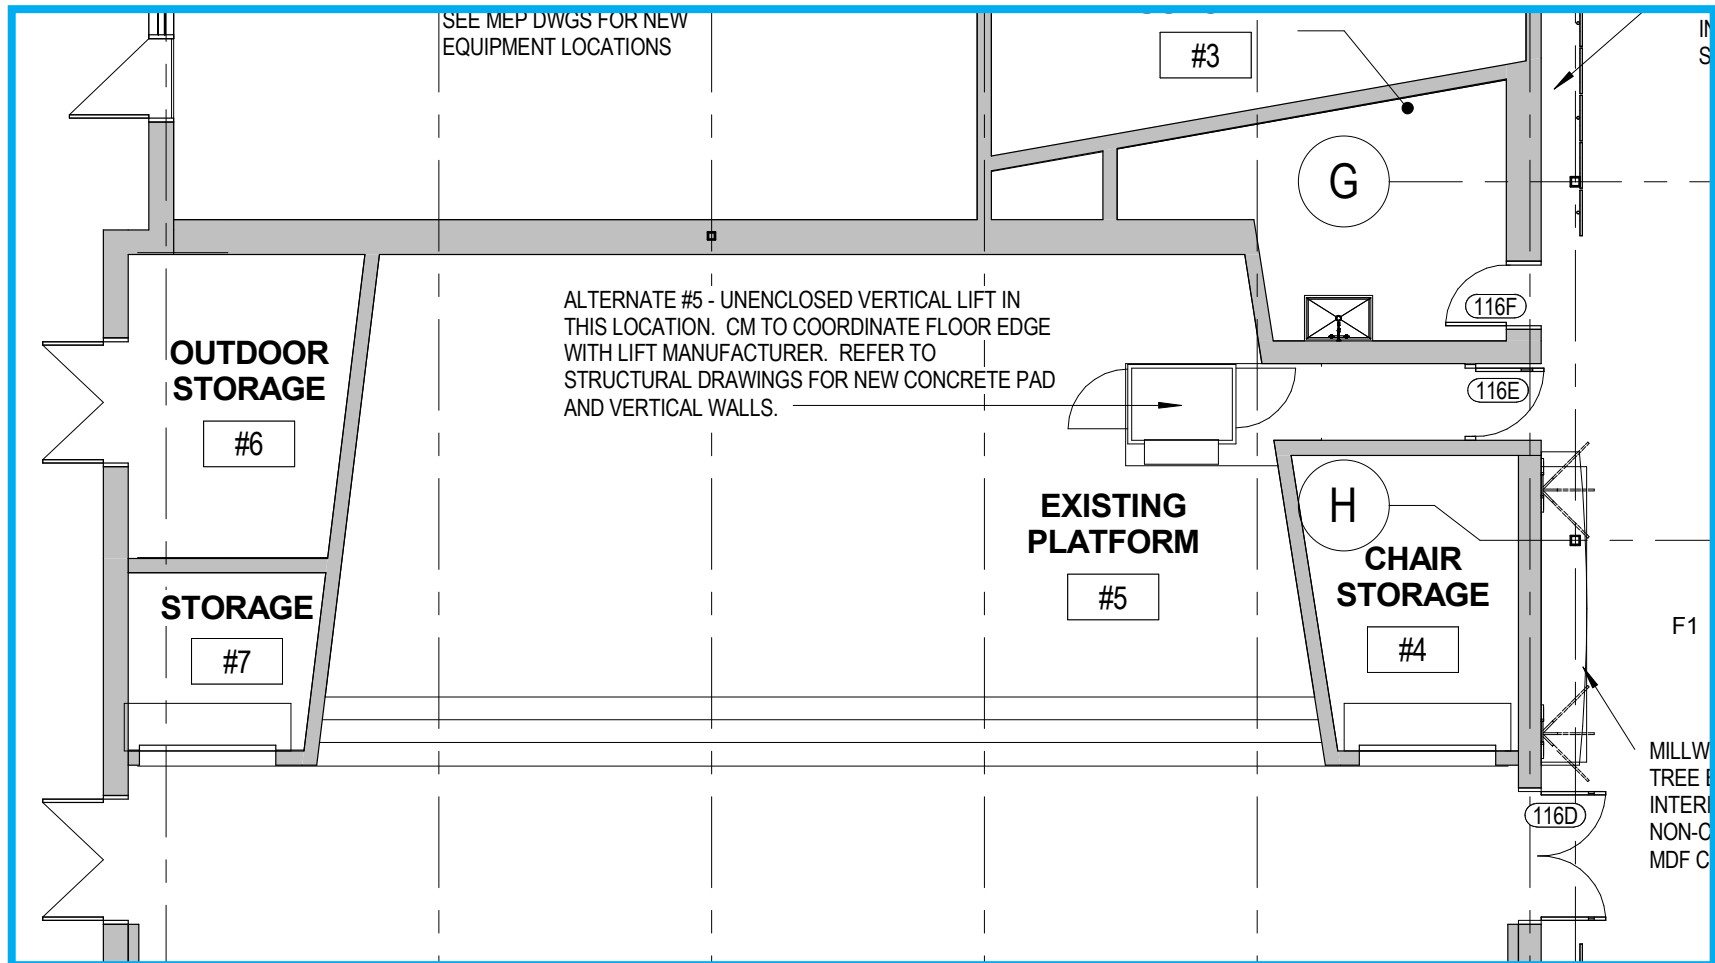 SEE MEP DWGS FOR NEW
EQUIPMENT LOCATIONS
#3
G
ALTERNATE #5 - UNENCLOSED VERTICAL LIFT IN
THIS LOCATION. CM TO COORDINATE FLOOR EDGE
WITH LIFT MANUFACTURER. REFER TO
STRUCTURAL DRAWINGS FOR NEW CONCRETE PAD
AND VERTICAL WALLS.
116F
116E
OUTDOOR
STORAGE
#6
EXISTING
PLATFORM
#5
H
CHAIR
STORAGE
#4
STORAGE
#7
F1
TREE
116D